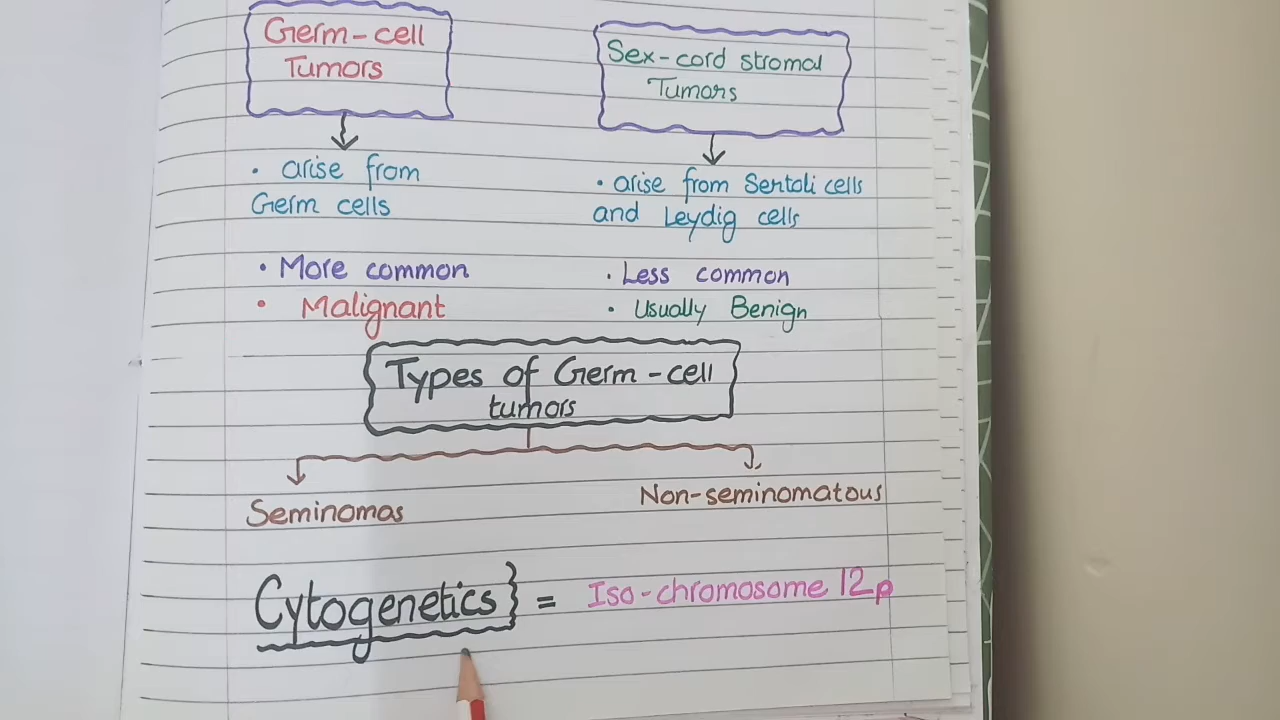 Germ-cell
Tumors
• arise from
Germ cells
• More common
• Malignant
Sex-cord stromal
Tumors
• arise from Sertoli cells
and Leydig cells
• Less common
• Usually Benign
Types of Germ-cell
tumors
Seminomas
Non-seminomatous
Cytogenetics} = Iso-chromosome 12p